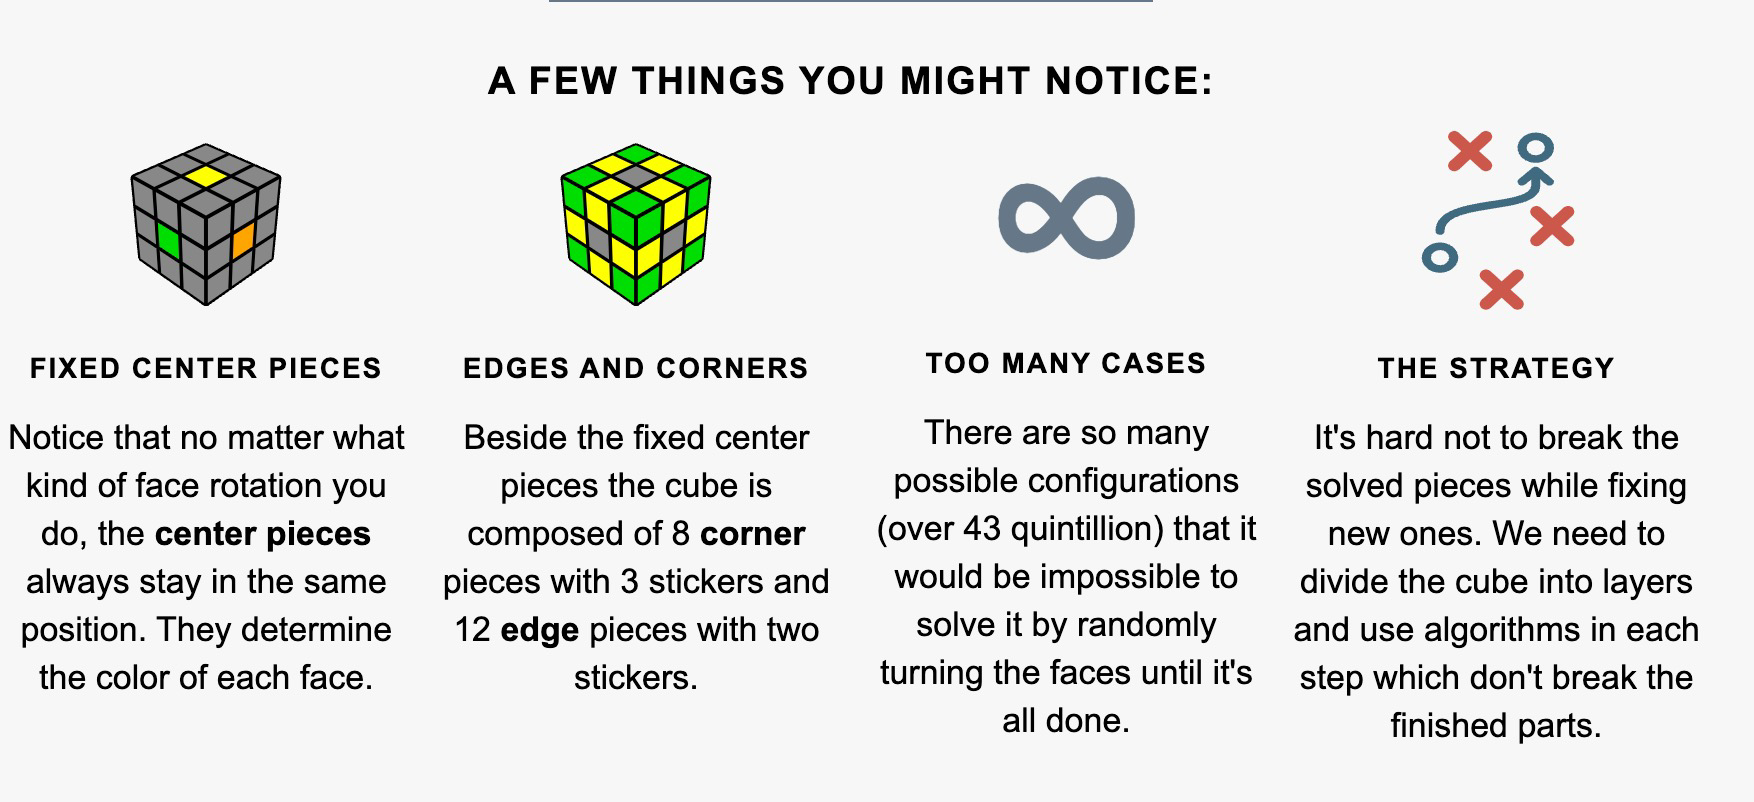 A FEW THINGS YOU MIGHT NOTICE:
FIXED CENTER PIECES
Notice that no matter what
kind of face rotation you
do, the center pieces
always stay in the same
position. They determine
the color of each face.
EDGES AND CORNERS
Beside the fixed center
pieces the cube is
composed of 8 corner
pieces with 3 stickers and
12 edge pieces with two
stickers.
TOO MANY CASES
There are so many
possible configurations
(over 43 quintillion) that it
would be impossible to
solve it by randomly
turning the faces until it's
all done.
THE STRATEGY
It's hard not to break the
solved pieces while fixing
new ones. We need to
divide the cube into layers
and use algorithms in each
step which don't break the
finished parts.